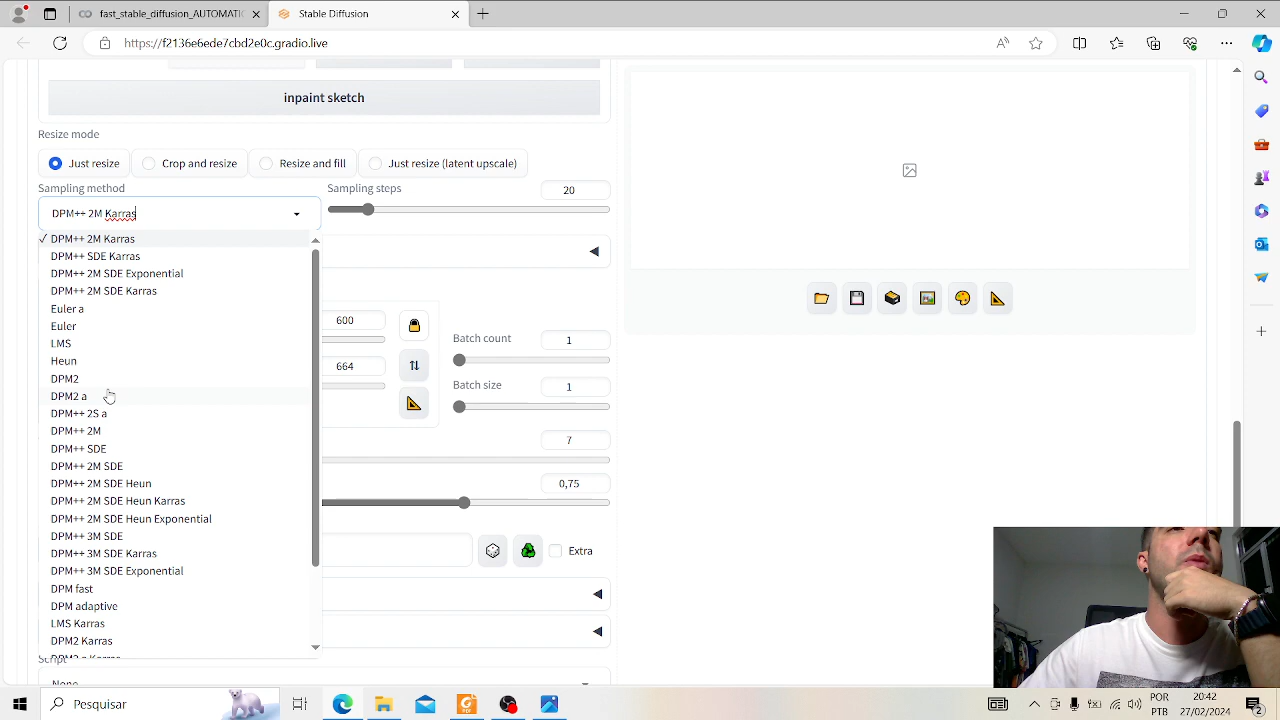 fast_stable_diffusion_AUTOMATIC
Stable Diffusion
https://f2136e6ede7cbd2e0c.gradio.live
inpaint sketch
Resize mode
Just resize
Crop and resize
Resize and fill
Just resize (latent upscale)
Sampling method
Sampling steps
20
DPM++ 2M Karras
DPM++ 2M Karras
DPM++ SDE Karras
DPM++ 2M SDE Exponential
DPM++ 2M SDE Karras
Euler a
Euler
LMS
Heun
DPM2
DPM2 a
DPM++ 2S a
DPM++ 2M
DPM++ SDE
DPM++ 2M SDE
DPM++ 2M SDE Heun
DPM++ 2M SDE Heun Karras
DPM++ 2M SDE Heun Exponential
DPM++ 3M SDE
DPM++ 3M SDE Karras
DPM++ 3M SDE Exponential
DPM fast
DPM adaptive
LMS Karras
DPM2 Karras
DPM2 a Karras
600
664
Batch count
1
Batch size
1
7
0,75
Extra
Script
None
Pesquisar
POR
PTB
20:42
27/02/2024
2